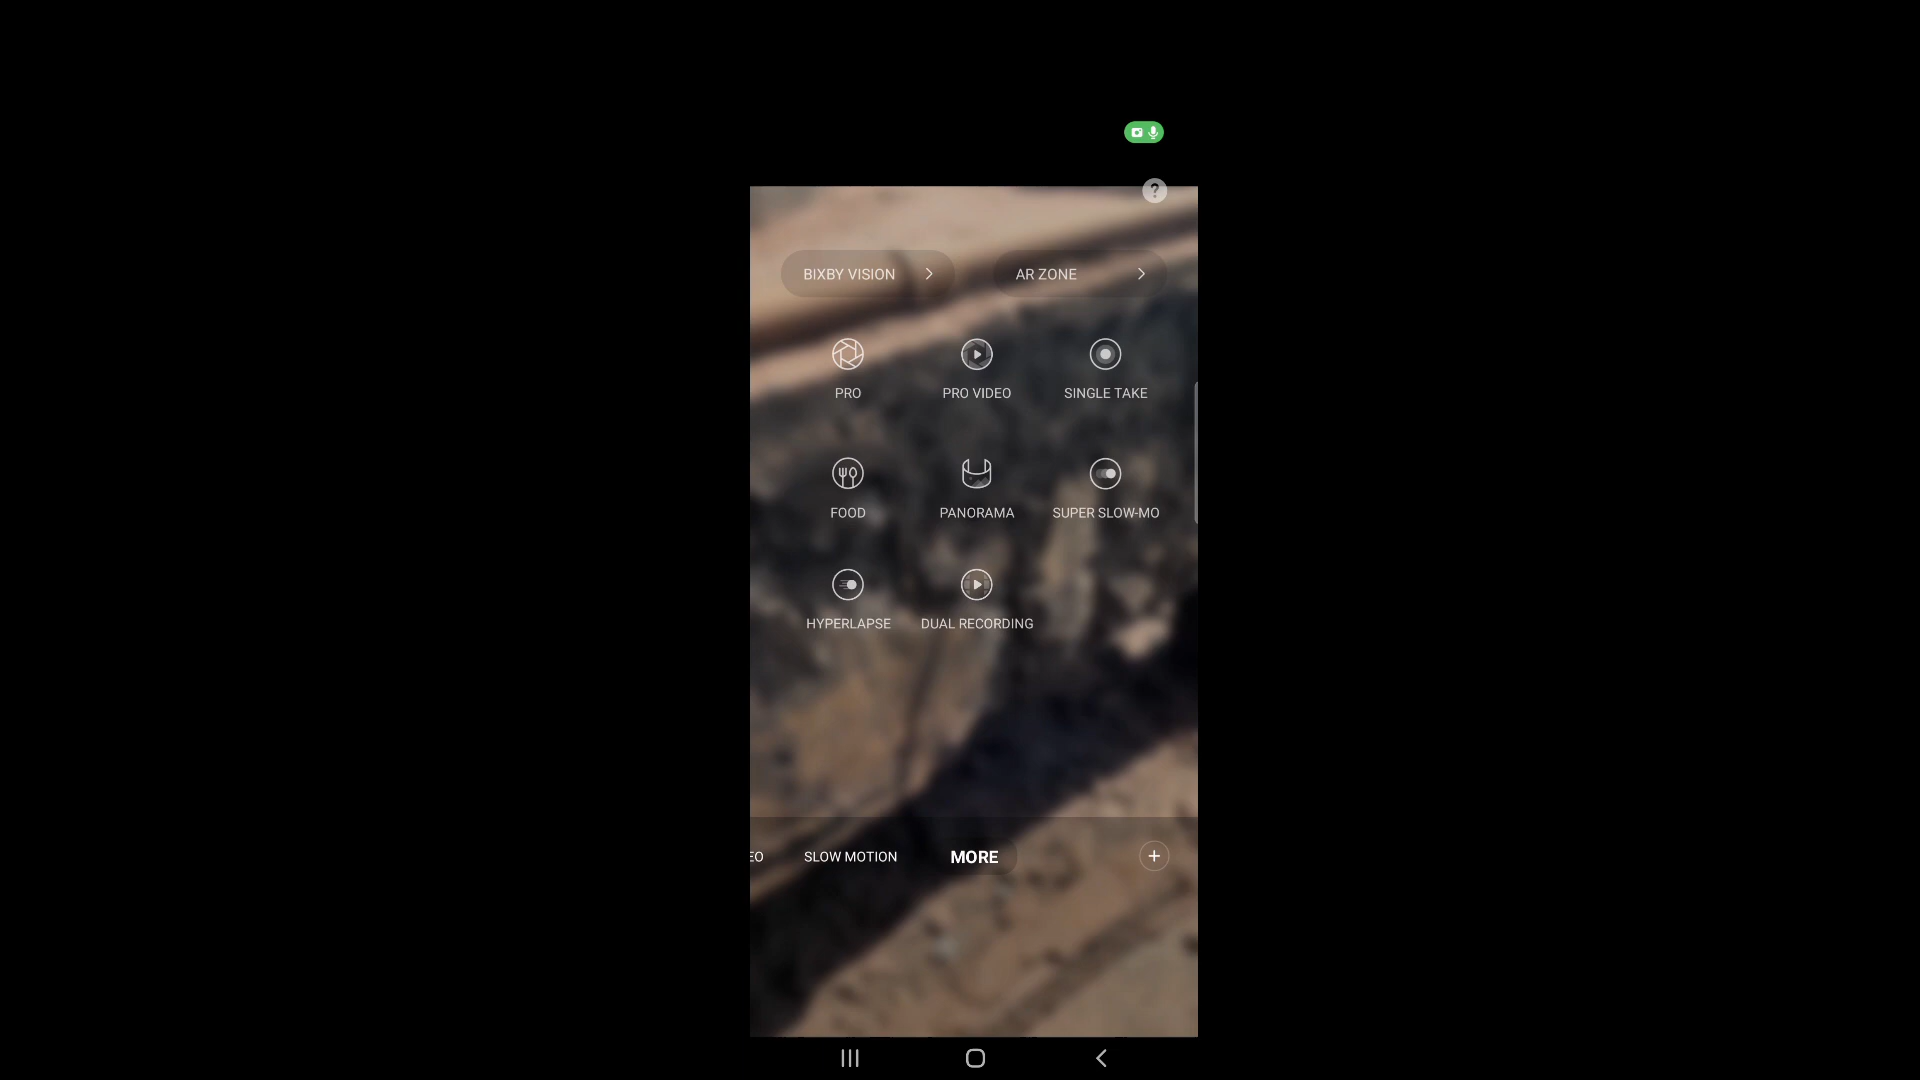 ?
BIXBY VISION
AR ZONE
PRO
PRO VIDEO
SINGLE TAKE
FOOD
PANORAMA
SUPER SLOW-MO
HYPERLAPSE
DUAL RECORDING
EO
SLOW MOTION
MORE